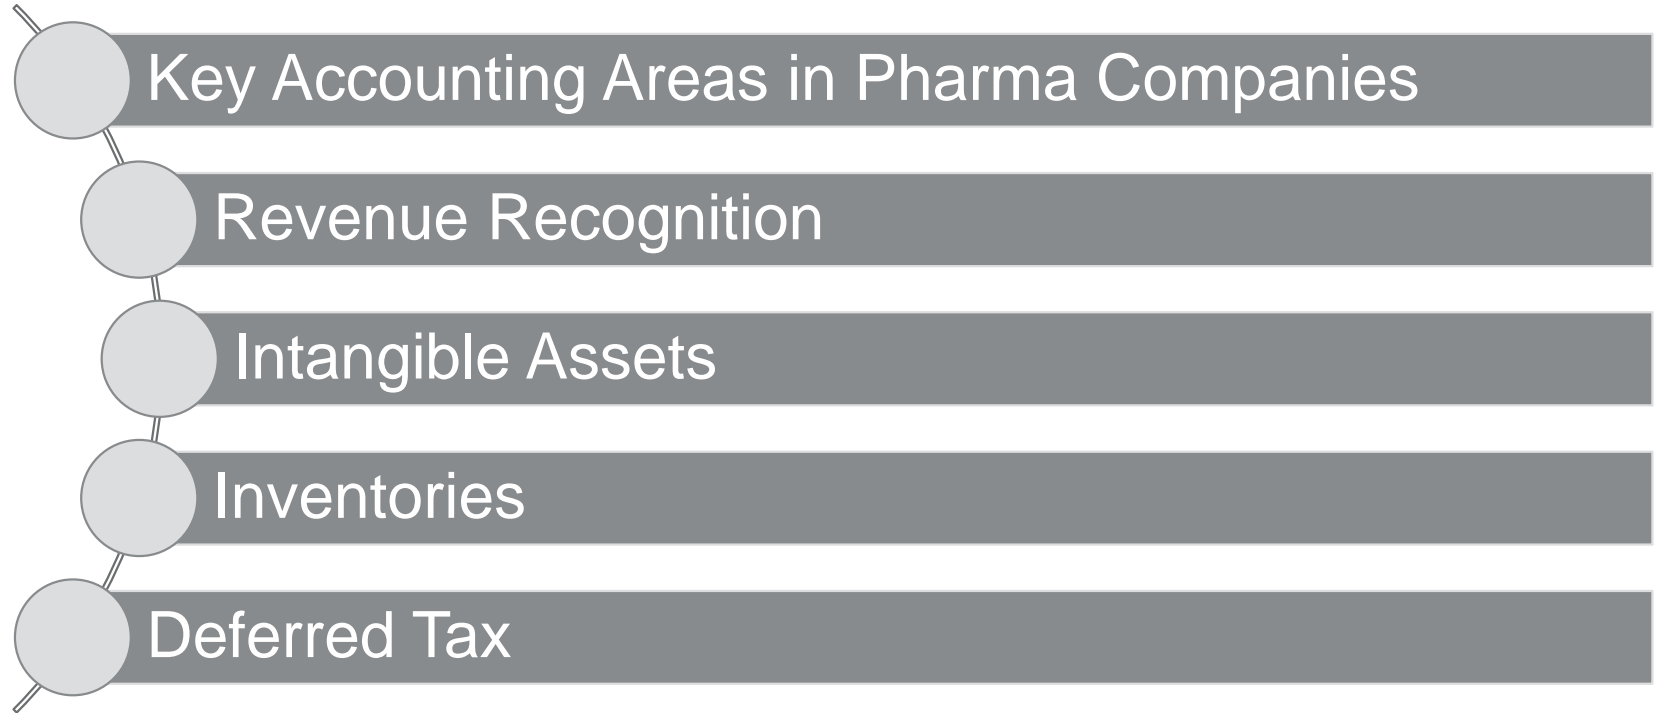 Key Accounting Areas in Pharma Companies
Revenue Recognition
Intangible Assets
Inventories
Deferred Tax